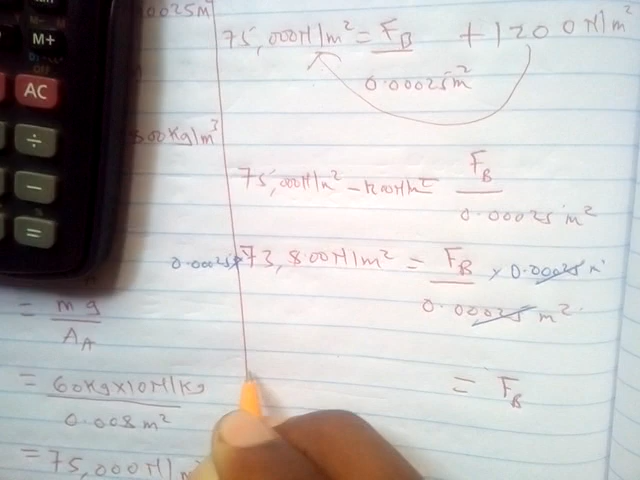 0.0025m²
75,000N/m² = F_B + 1200N/m²
0.00025m²
M+
OFF
AC
÷
−
=
800kg/m³
75,000N/m² − 1200N/m² = F_B
0.00025m²
0.00025 × 73,800N/m² = F_B × 0.00025m²
0.00025m²
= mg
A_A
= 60kg×10N/kg
0.008m²
= F_B
= 75,000N/m